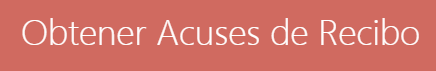 Obtener Acuses de Recibo